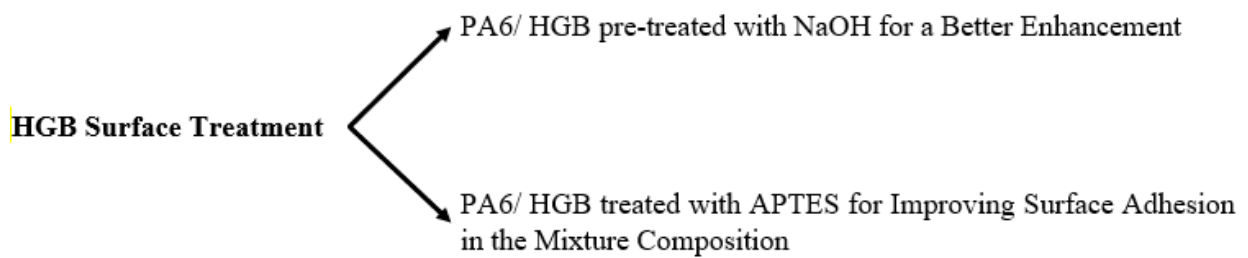 PA6/ HGB pre-treated with NaOH for a Better Enhancement
HGB Surface Treatment
PA6/ HGB treated with APTES for Improving Surface Adhesion
in the Mixture Composition